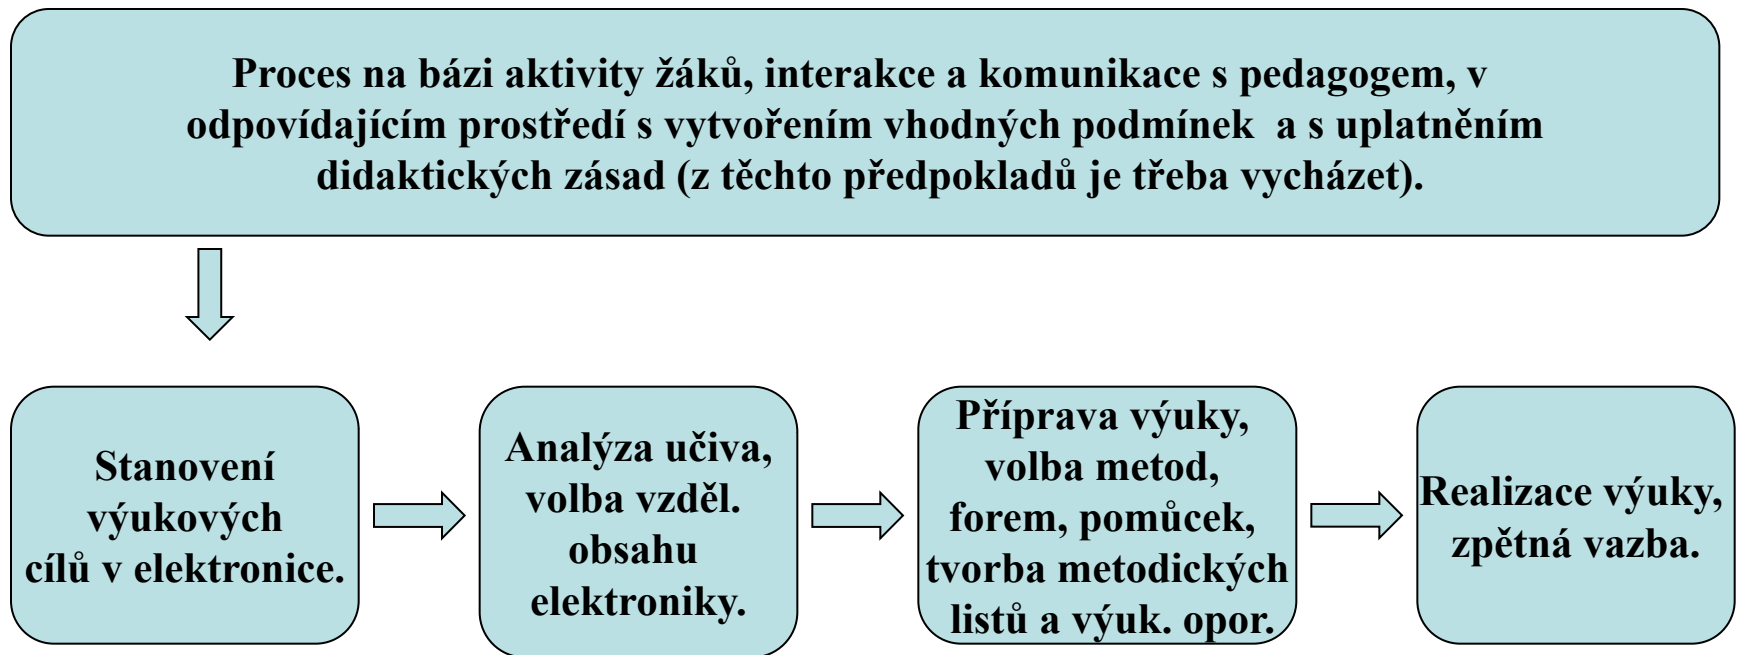 Proces na bázi aktivity žáků, interakce a komunikace s pedagogem, v
odpovídajícím prostředí s vytvořením vhodných podmínek a s uplatněním
didaktických zásad (z těchto předpokladů je třeba vycházet).
Stanovení
výukových
cílů v elektronice.
Analýza učiva,
volba vzděl.
obsahu
elektroniky.
Příprava výuky,
volba metod,
forem, pomůcek,
tvorba metodických
listů a výuk. opor.
Realizace výuky,
zpětná vazba.